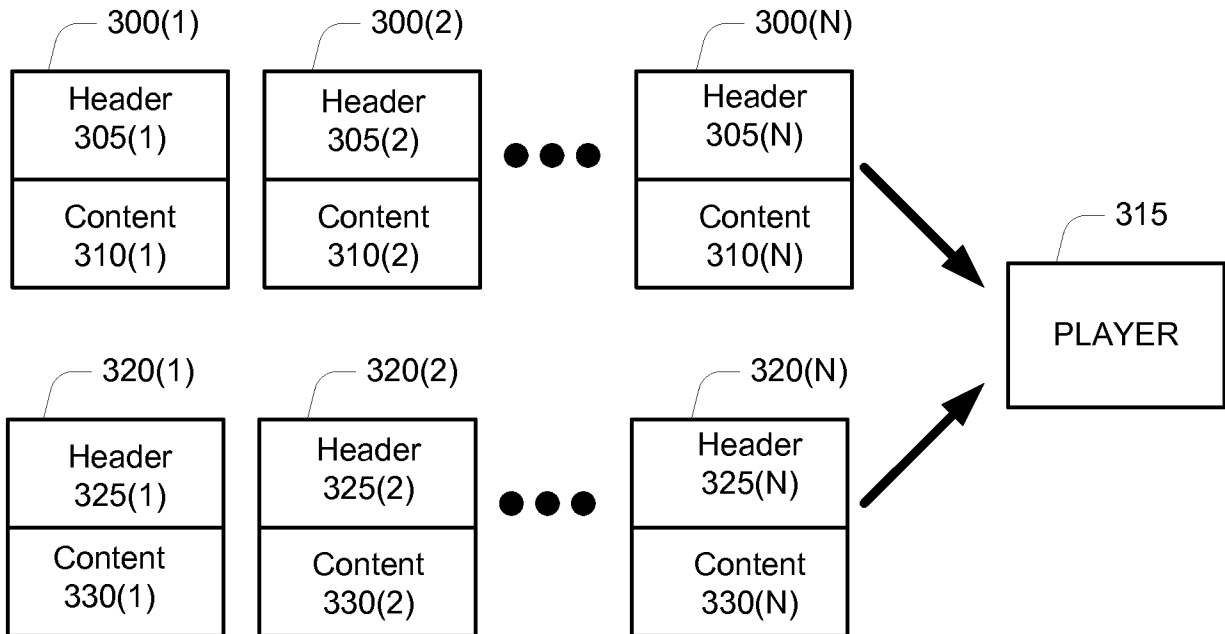 300(1)
300(2)
300(N)
Header
305(1)
Header
305(2)
Header
305(N)
Content
310(1)
Content
310(2)
Content
310(N)
315
PLAYER
320(1)
320(2)
320(N)
Header
325(1)
Header
325(2)
Header
325(N)
Content
330(1)
Content
330(2)
Content
330(N)